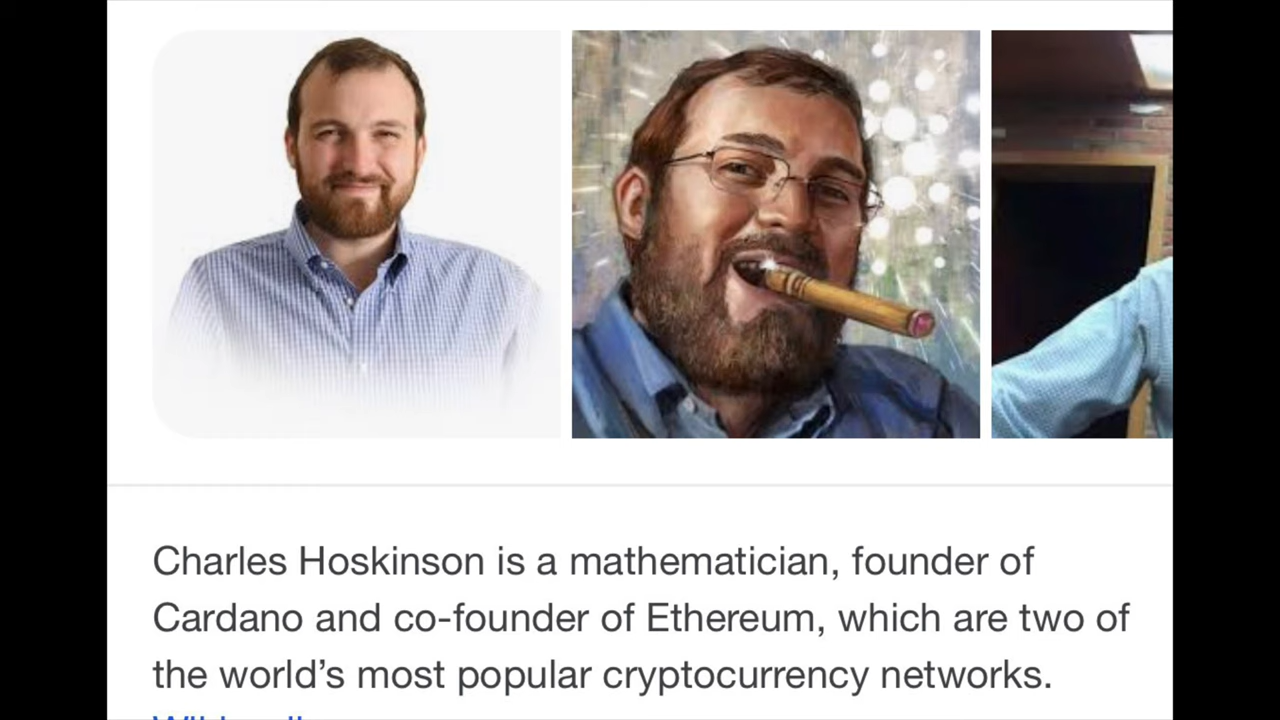 Charles Hoskinson is a mathematician, founder of
Cardano and co-founder of Ethereum, which are two of
the world’s most popular cryptocurrency networks.